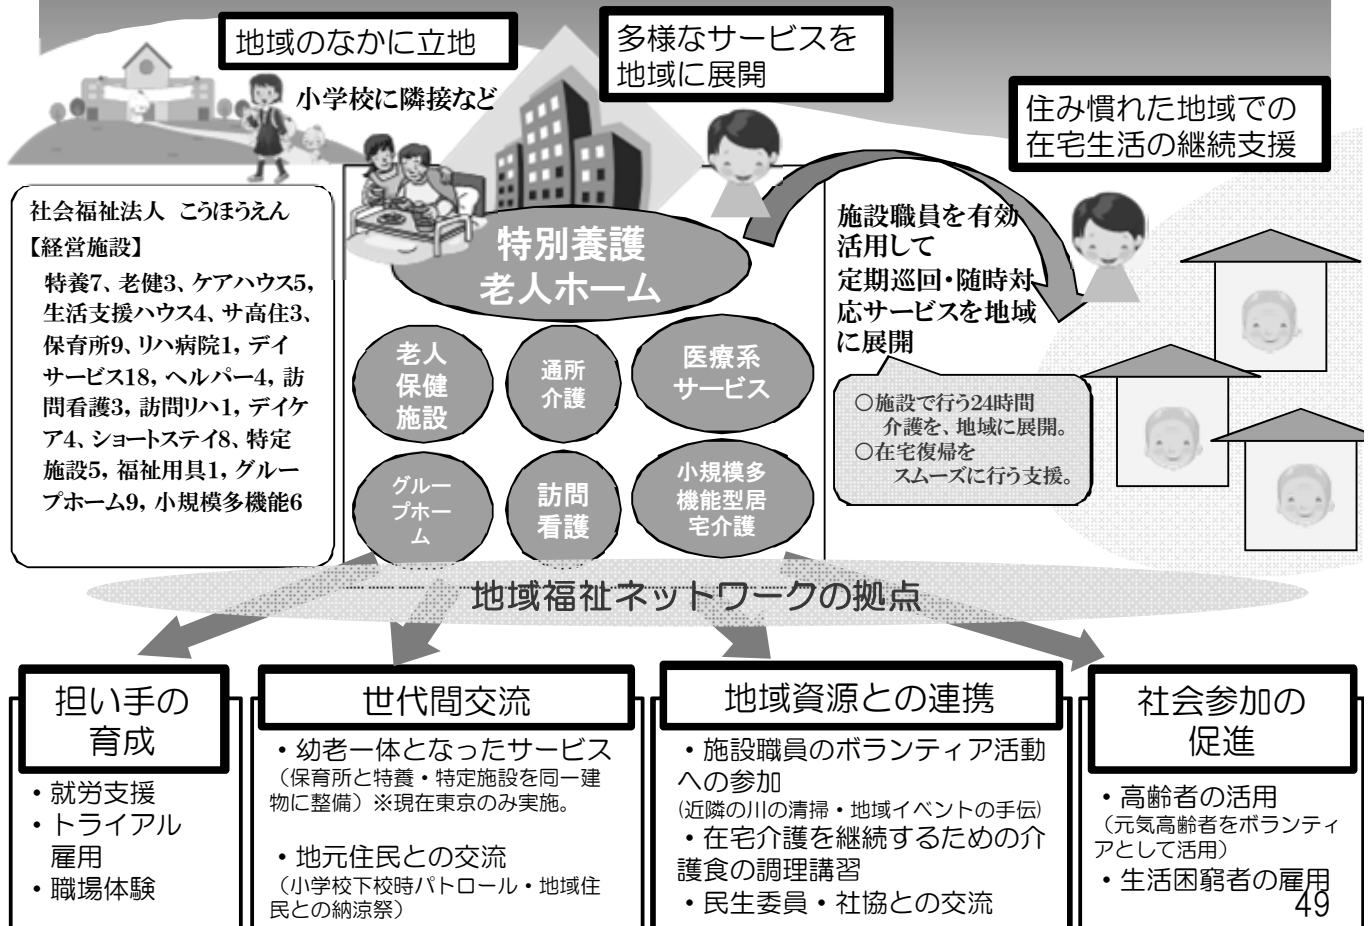 地域のなかに立地
小学校に隣接など
多様なサービスを
地域に展開
住み慣れた地域での
在宅生活の継続支援
社会福祉法人 こうほうえん
【経営施設】
特養7、老健3、ケアハウス5,
生活支援ハウス4、サ高住3、
保育所9、リハ病院1, デイ
サービス18, ヘルパー4, 訪
問看護3, 訪問リハ1, デイケ
ア4、ショートステイ8、特定
施設5, 福祉用具1, グルー
プホーム9, 小規模多機能6
特別養護
老人ホーム
老人
保健
施設
通所
介護
医療系
サービス
グルー
プホー
ム
訪問
看護
小規模多
機能型居
宅介護
施設職員を有効
活用して
定期巡回・随時対
応サービスを地域
に展開
○施設で行う24時間
介護を、地域に展開。
○在宅復帰を
スムーズに行う支援。
地域福祉ネットワークの拠点
担い手の
育成
・就労支援
・トライアル
雇用
・職場体験
世代間交流
・幼老一体となったサービス
（保育所と特養・特定施設を同一建
物に整備）※現在東京のみ実施。
・地元住民との交流
（小学校下校時パトロール・地域住
民との納涼祭）
地域資源との連携
・施設職員のボランティア活動
への参加
(近隣の川の清掃・地域イベントの手伝)
・在宅介護を継続するための介
護食の調理講習
・民生委員・社協との交流
社会参加の
促進
・高齢者の活用
（元気高齢者をボランティ
アとして活用）
・生活困窮者の雇用
49